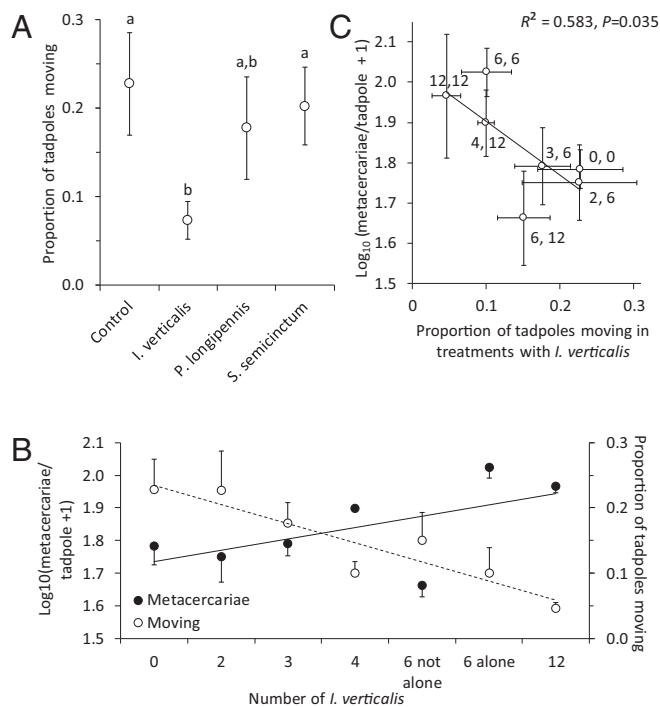 A
Proportion of tadpoles moving
0.3
0.2
0.1
0.0
a
b
a,b
a
Control
I. verticalis
P. longipennis
S. semicinctum
C
R² = 0.583, P=0.035
Log₁₀ (metacercariae/tadpole + 1)
2.2
2.1
2.0
1.9
1.8
1.7
1.6
1.5
12,12
6, 6
4, 12
3, 6
0, 0
2, 6
6, 12
0 0.1 0.2 0.3
Proportion of tadpoles moving in
treatments with I. verticalis
B
Log10(metacercariae/
tadpole +1)
2.1
2.0
1.9
1.8
1.7
1.6
1.5
Metacercariae
Moving
0.3
0.2
0.1
0.0
Proportion of
tadpoles moving
0 2 3 4 6 not alone 6 alone 12
Number of I. verticalis